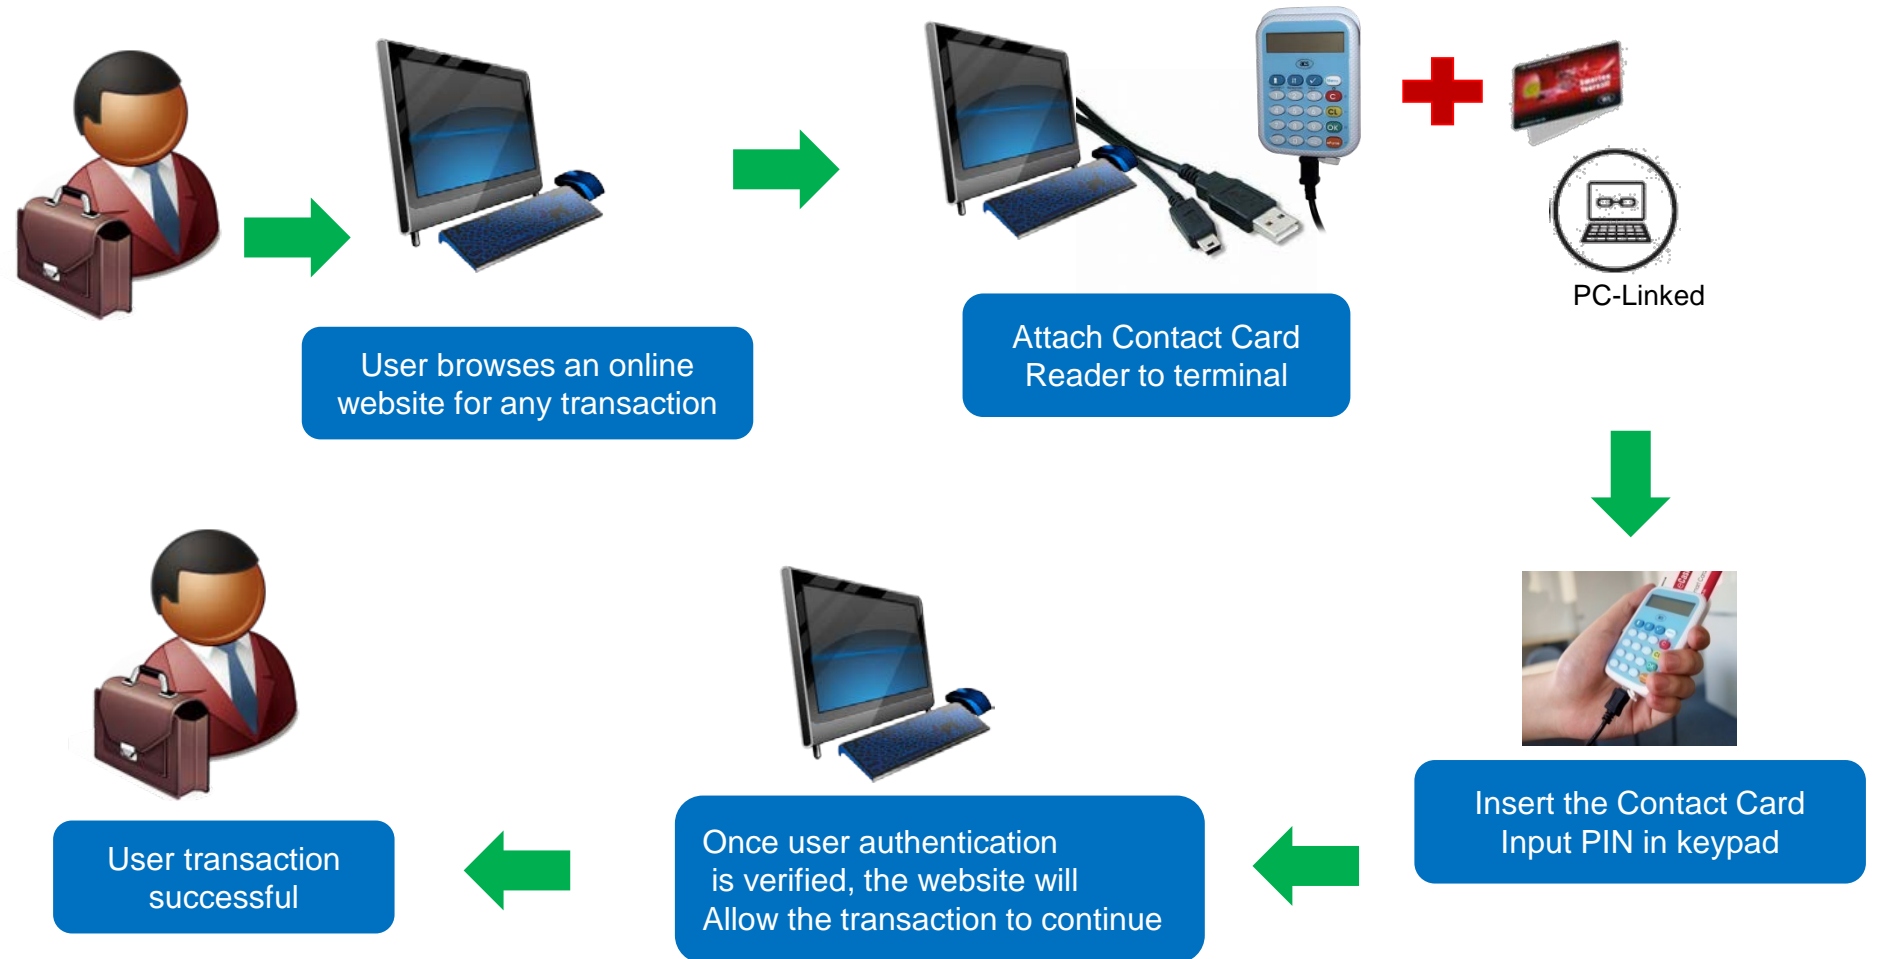 PC-Linked
User browses an online
website for any transaction
Attach Contact Card
Reader to terminal
C
CL
OK
Insert the Contact Card
Input PIN in keypad
Once user authentication
is verified, the website will
Allow the transaction to continue
User transaction
successful